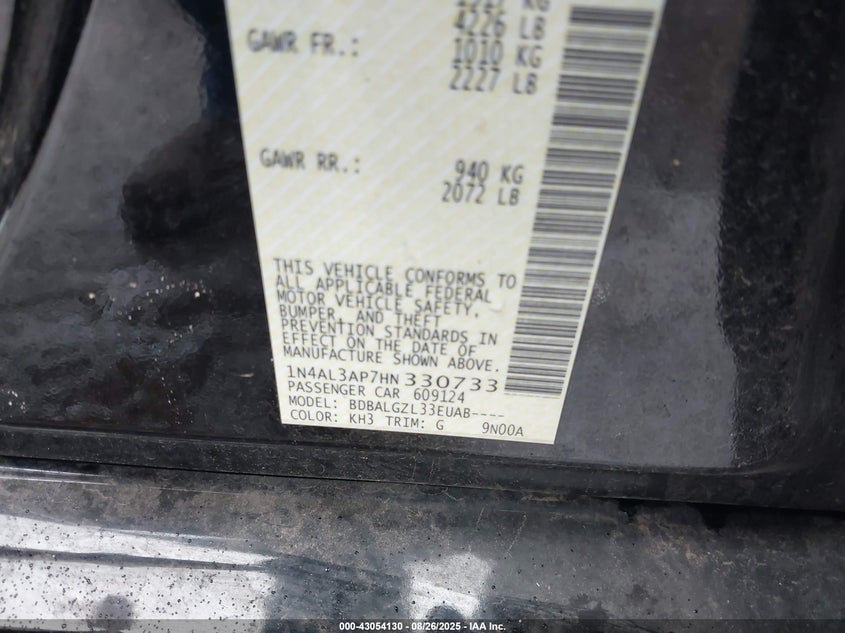 4226 LB
GAWR FR.: 1010 KG
2227 LB
GAWR RR.: 940 KG
2072 LB
THIS VEHICLE CONFORMS TO
ALL APPLICABLE FEDERAL
MOTOR VEHICLE SAFETY,
BUMPER, AND THEFT
PREVENTION STANDARDS IN
EFFECT ON THE DATE OF
MANUFACTURE SHOWN ABOVE.
1N4AL3AP7HN 330733
PASSENGER CAR 609124
MODEL: BDBALGZL33EUAB----
COLOR: KH3 TRIM: G 9N00A
000-43054130 - 08/26/2025 - IAA Inc.